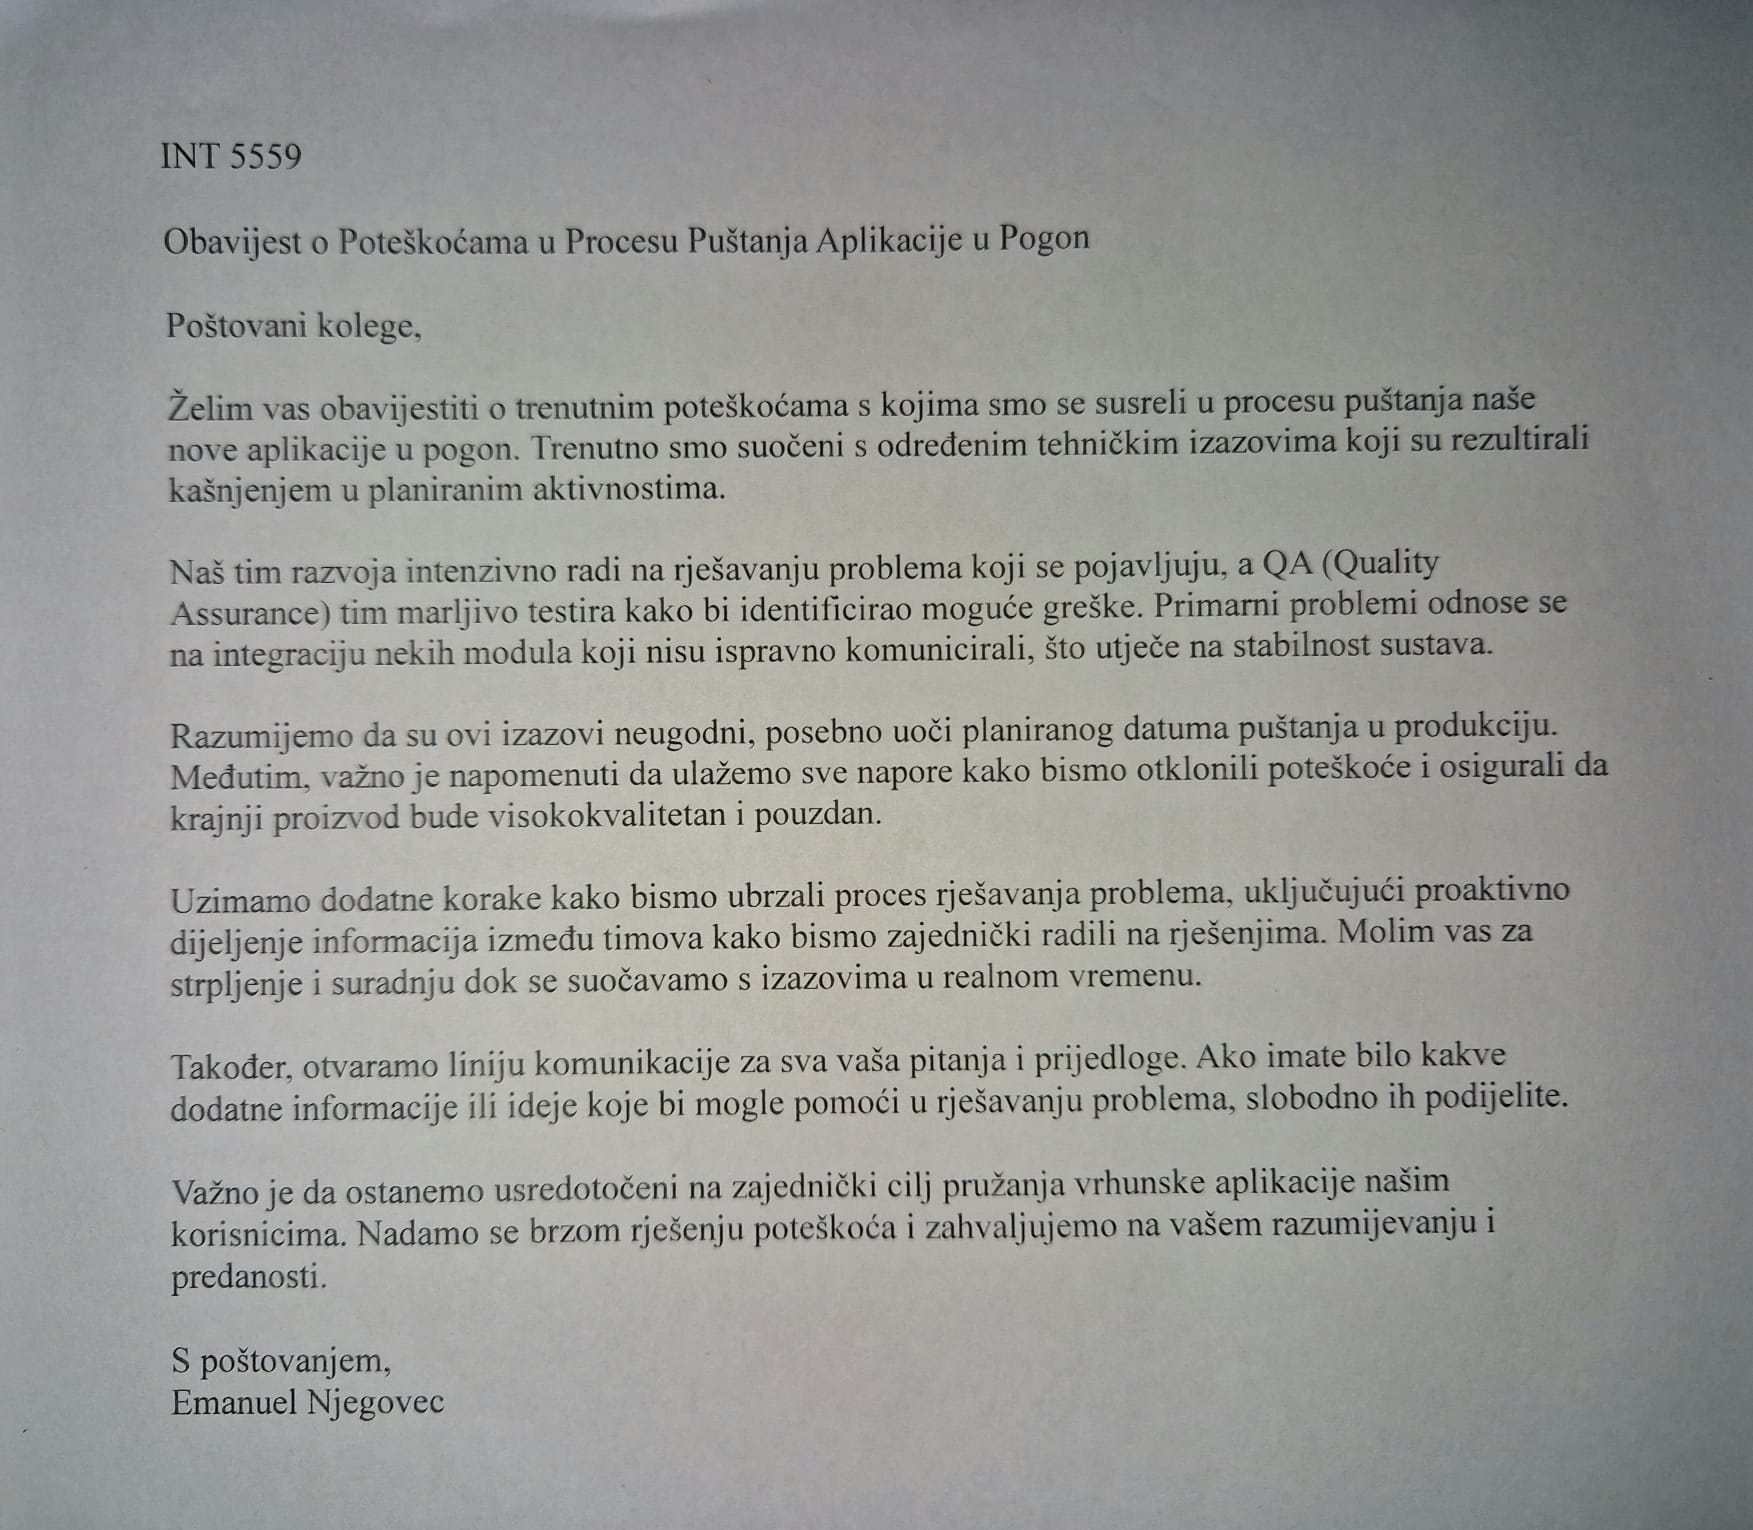 INT 5559
Obavijest o Poteškoćama u Procesu Puštanja Aplikacije u Pogon
Poštovani kolege,
Želim vas obavijestiti o trenutnim poteškoćama s kojima smo se susreli u procesu puštanja naše
nove aplikacije u pogon. Trenutno smo suočeni s određenim tehničkim izazovima koji su rezultirali
kašnjenjem u planiranim aktivnostima.
Naš tim razvoja intenzivno radi na rješavanju problema koji se pojavljuju, a QA (Quality
Assurance) tim marljivo testira kako bi identificirao moguće greške. Primarni problemi odnose se
na integraciju nekih modula koji nisu ispravno komunicirali, što utječe na stabilnost sustava.
Razumijemo da su ovi izazovi neugodni, posebno uoči planiranog datuma puštanja u produkciju.
Međutim, važno je napomenuti da ulažemo sve napore kako bismo otklonili poteškoće i osigurali da
krajnji proizvod bude visokokvalitetan i pouzdan.
Uzimamo dodatne korake kako bismo ubrzali proces rješavanja problema, uključujući proaktivno
dijeljenje informacija između timova kako bismo zajednički radili na rješenjima. Molim vas za
strpljenje i suradnju dok se suočavamo s izazovima u realnom vremenu.
Također, otvaramo liniju komunikacije za sva vaša pitanja i prijedloge. Ako imate bilo kakve
dodatne informacije ili ideje koje bi mogle pomoći u rješavanju problema, slobodno ih podijelite.
Važno je da ostanemo usredotočeni na zajednički cilj pružanja vrhunske aplikacije našim
korisnicima. Nadamo se brzom rješenju poteškoća i zahvaljujemo na vašem razumijevanju i
predanosti.
S poštovanjem,
Emanuel Njegovec